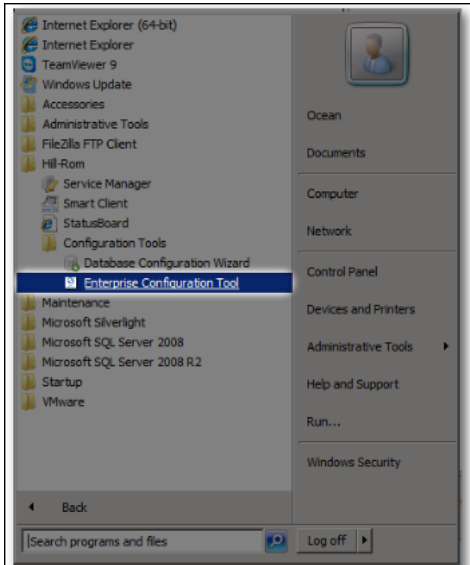 Internet Explorer (64-bit)
Internet Explorer
TeamViewer 9
Windows Update
Accessories
Administrative Tools
FileZilla FTP Client
Hill-Rom
Service Manager
Smart Client
StatusBoard
Configuration Tools
Database Configuration Wizard
Enterprise Configuration Tool
Maintenance
Microsoft Silverlight
Microsoft SQL Server 2008
Microsoft SQL Server 2008 R2
Startup
VMware
Back
Search programs and files
Ocean
Documents
Computer
Network
Control Panel
Devices and Printers
Administrative Tools
Help and Support
Run...
Windows Security
Log off